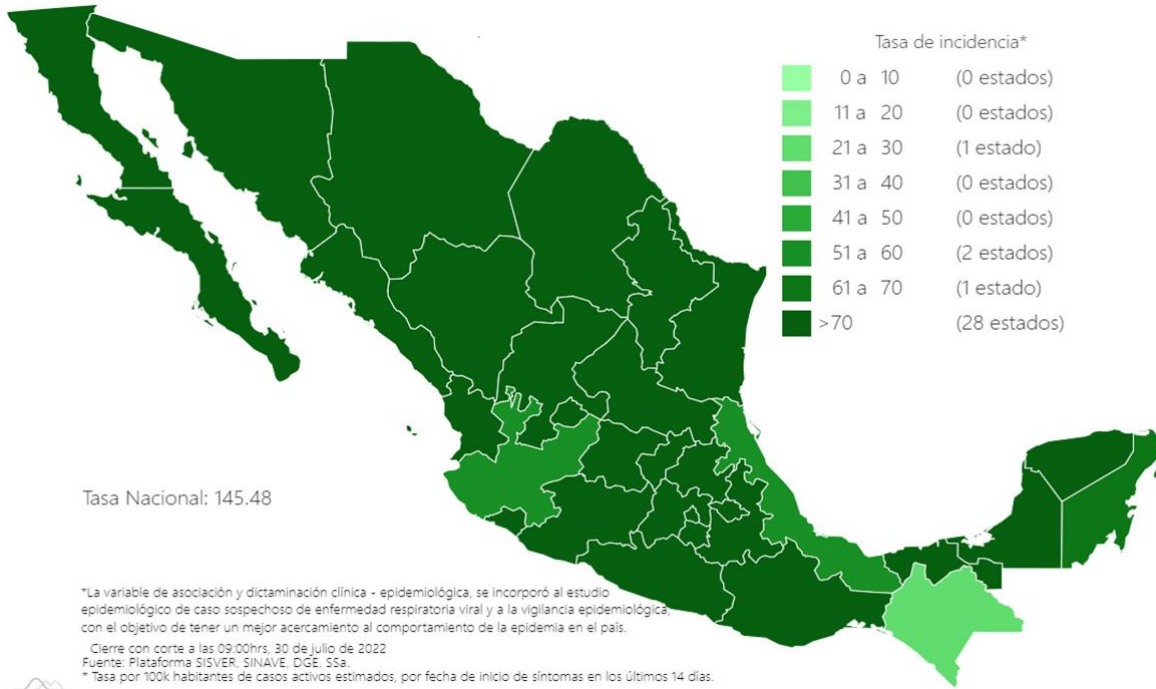 Tasa de incidencia*
0 a 10 (0 estados)
11 a 20 (0 estados)
21 a 30 (1 estado)
31 a 40 (0 estados)
41 a 50 (0 estados)
51 a 60 (2 estados)
61 a 70 (1 estado)
>70 (28 estados)
Tasa Nacional: 145.48
*La variable de asociación y dictaminación clínica - epidemiológica, se incorporó al estudio
epidemiológico de caso sospechoso de enfermedad respiratoria viral y a la vigilancia epidemiológica,
con el objetivo de tener un mejor acercamiento al comportamiento de la epidemia en el país.
Cierre con corte a las 09:00hrs, 30 de julio de 2022
Fuente: Plataforma SISVER, SINAVE, DGE, SSa.
* Tasa por 100k habitantes de casos activos estimados, por fecha de inicio de síntomas en los últimos 14 días.